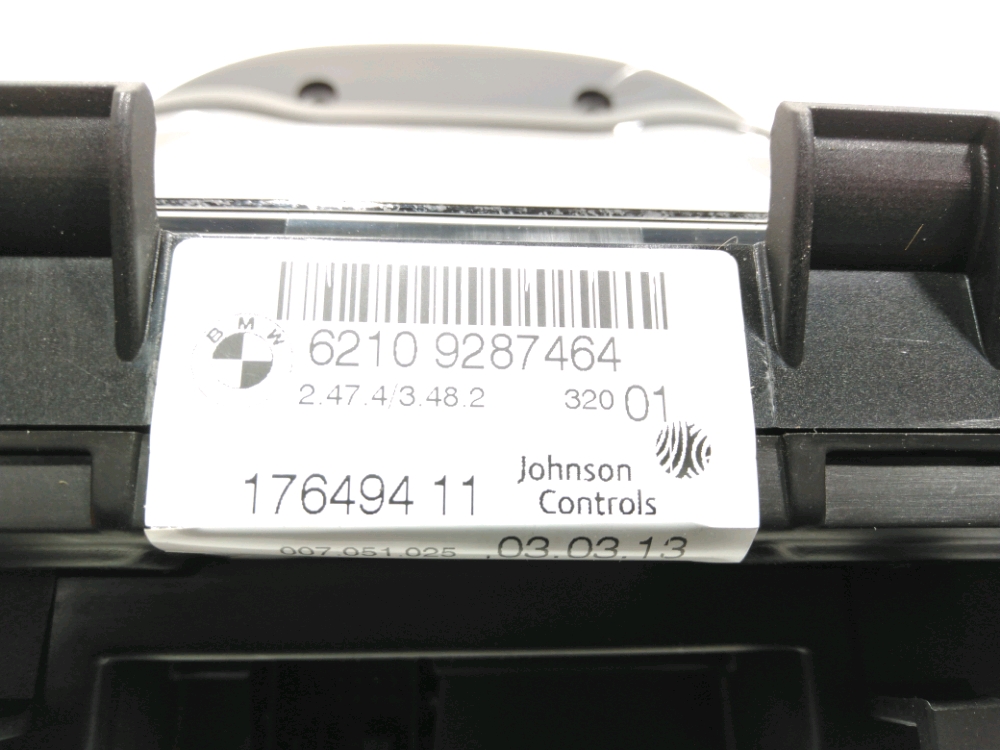 BMW
6210 9287464
2.47.4/3.48.2 320 01
176494 11
Johnson
Controls
007.051.025 .03.03.13